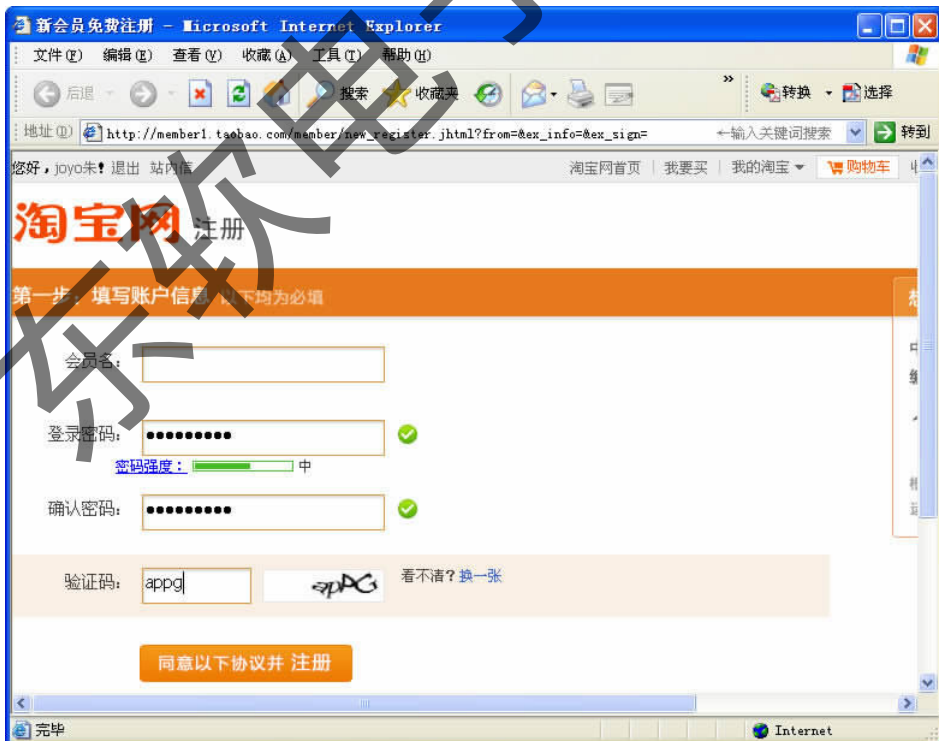 新会员免费注册 - Microsoft Internet Explorer
文件(F) 编辑(E) 查看(V) 收藏(A) 工具(T) 帮助(H)
后退 搜索 收藏夹 » 转换 选择
地址(D) http://member1.taobao.com/member/new_register.jhtml?from=&ex_info=&ex_sign= ←输入关键词搜索 转到
您好,joyo朱! 退出 站内信 淘宝网首页 | 我要买 | 我的淘宝 购物车
淘宝网 注册
第一步:填写账户信息 以下均为必填
会员名:
登录密码: •••••••••
密码强度: 中
确认密码: •••••••••
验证码: appg apAG 看不清?换一张
同意以下协议并 注册
完毕 Internet
东软电子